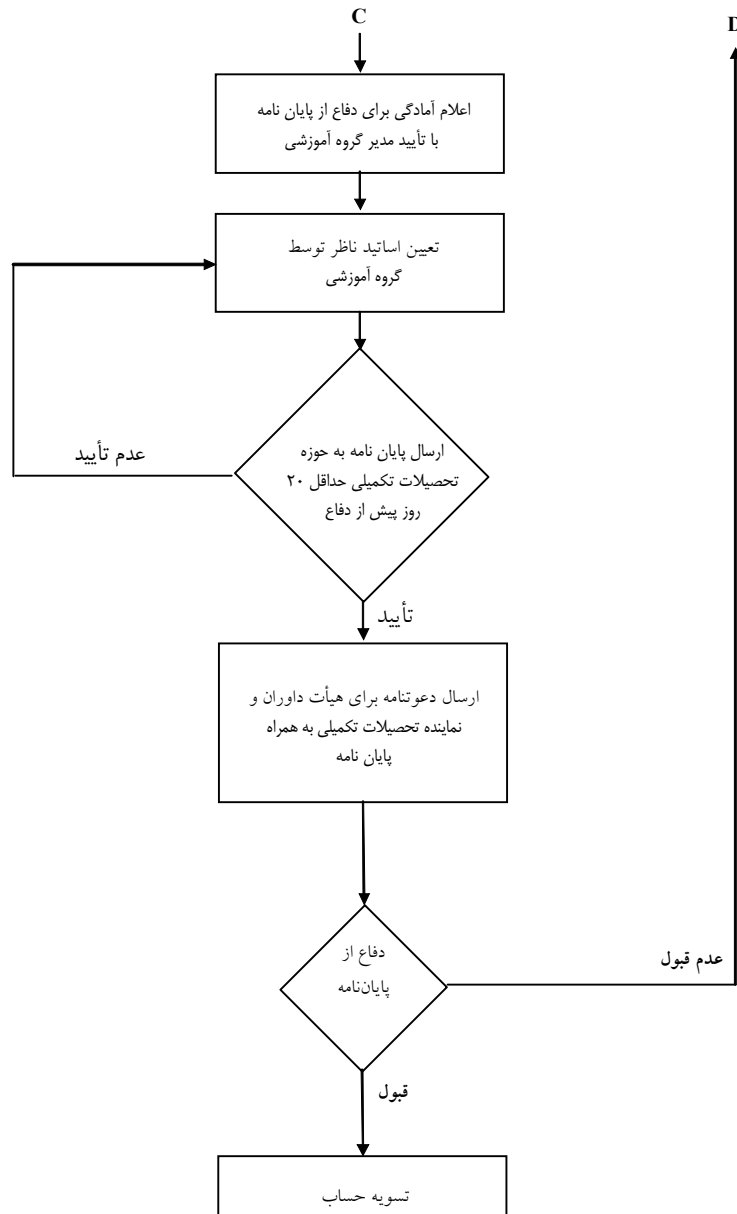 C
D
اعلام آمادگی برای دفاع از پایان نامه
با تأیید مدیر گروه آموزشی
تعیین اساتید ناظر توسط
گروه آموزشی
ارسال پایان نامه به حوزه
تحصیلات تکمیلی حداقل ۲۰
روز پیش از دفاع
عدم تأیید
تأیید
ارسال دعوتنامه برای هیأت داوران و
نماینده تحصیلات تکمیلی به همراه
پایان نامه
دفاع از
پایان‌نامه
عدم قبول
قبول
تسویه حساب